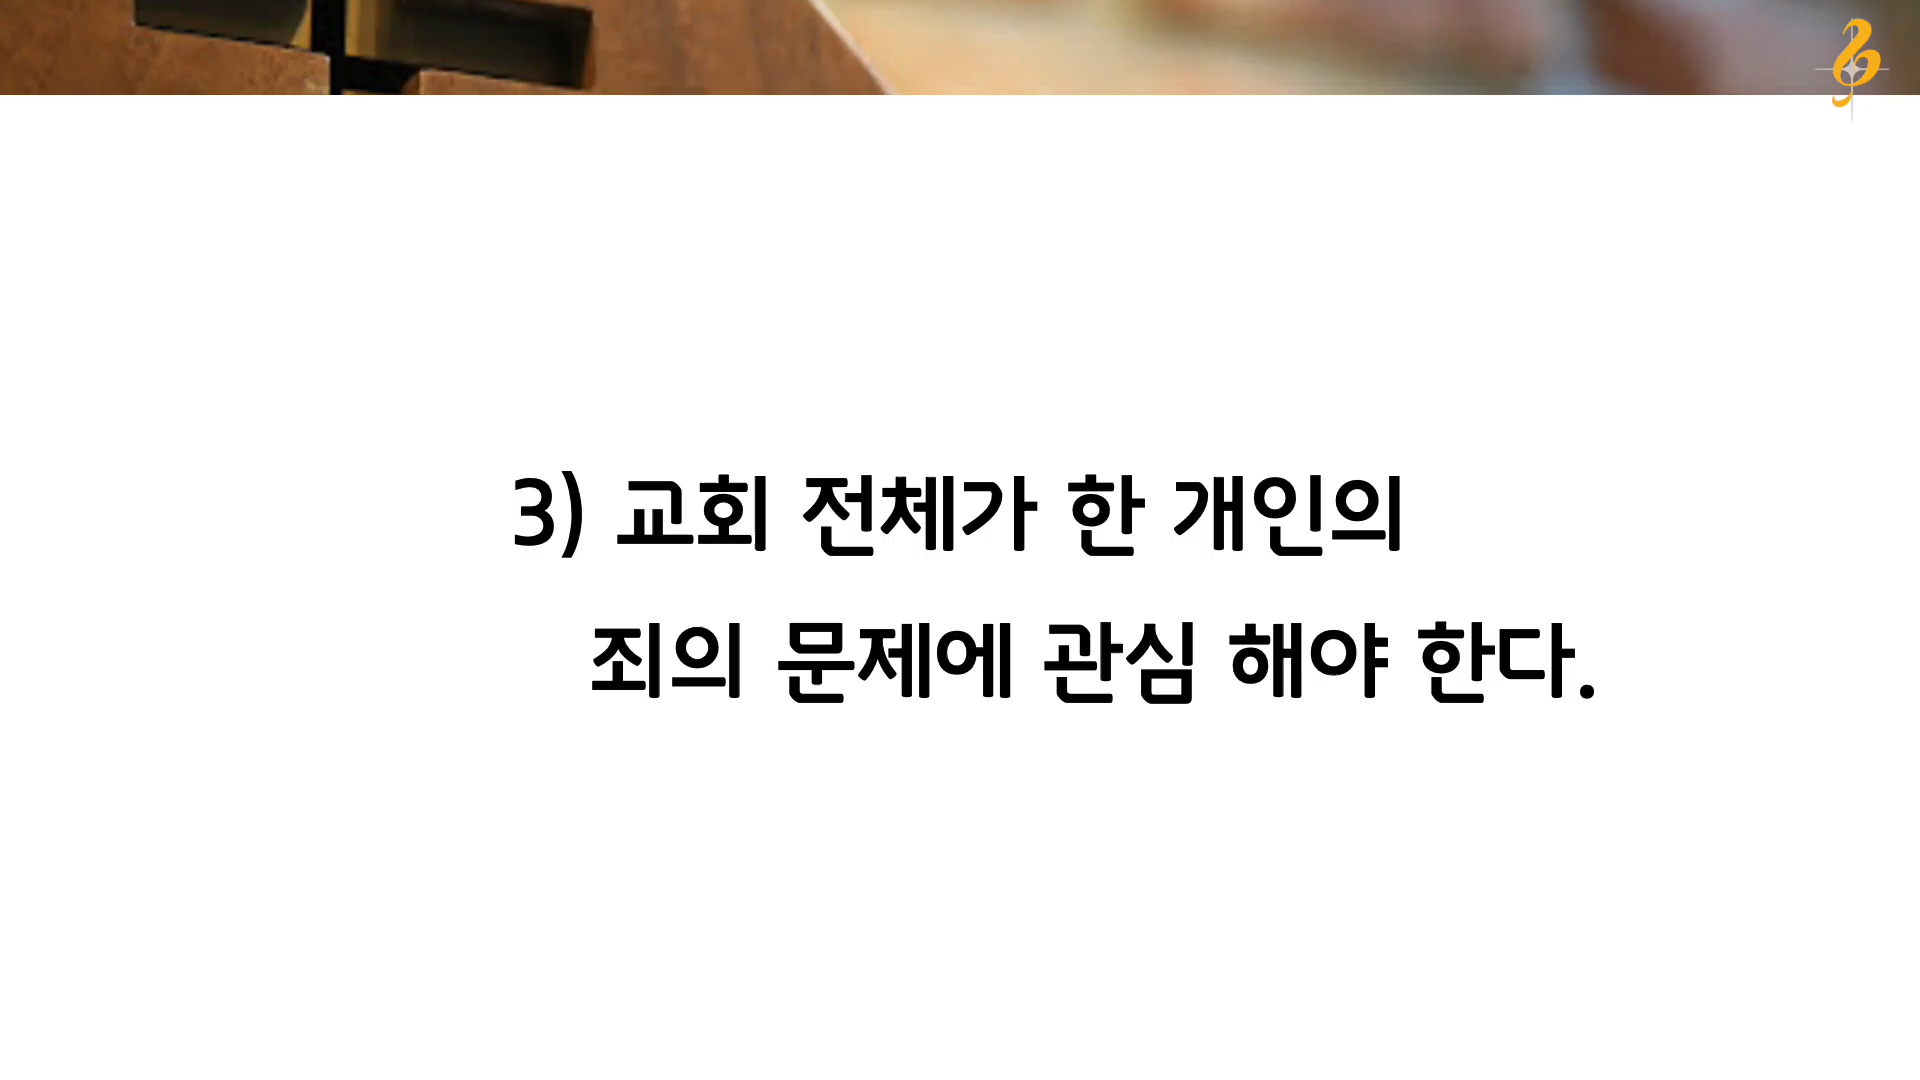 3) 교회 전체가 한 개인의
죄의 문제에 관심 해야 한다.